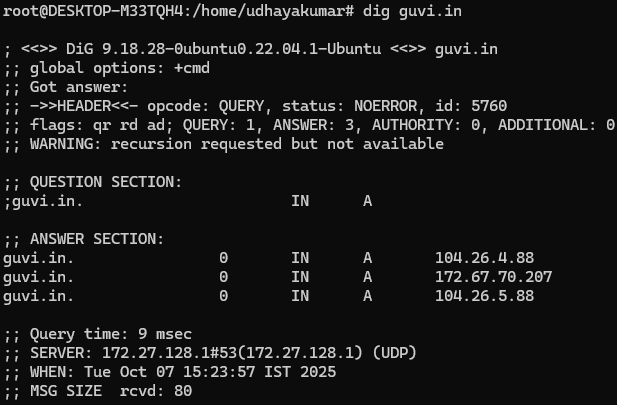 root@DESKTOP-M33TQH4:/home/udhayakumar# dig guvi.in

; <<>> DiG 9.18.28-0ubuntu0.22.04.1-Ubuntu <<>> guvi.in
;; global options: +cmd
;; Got answer:
;; ->>HEADER<<- opcode: QUERY, status: NOERROR, id: 5760
;; flags: qr rd ad; QUERY: 1, ANSWER: 3, AUTHORITY: 0, ADDITIONAL: 0
;; WARNING: recursion requested but not available

;; QUESTION SECTION:
;guvi.in.                       IN      A

;; ANSWER SECTION:
guvi.in.                0       IN      A       104.26.4.88
guvi.in.                0       IN      A       172.67.70.207
guvi.in.                0       IN      A       104.26.5.88

;; Query time: 9 msec
;; SERVER: 172.27.128.1#53(172.27.128.1) (UDP)
;; WHEN: Tue Oct 07 15:23:57 IST 2025
;; MSG SIZE  rcvd: 80